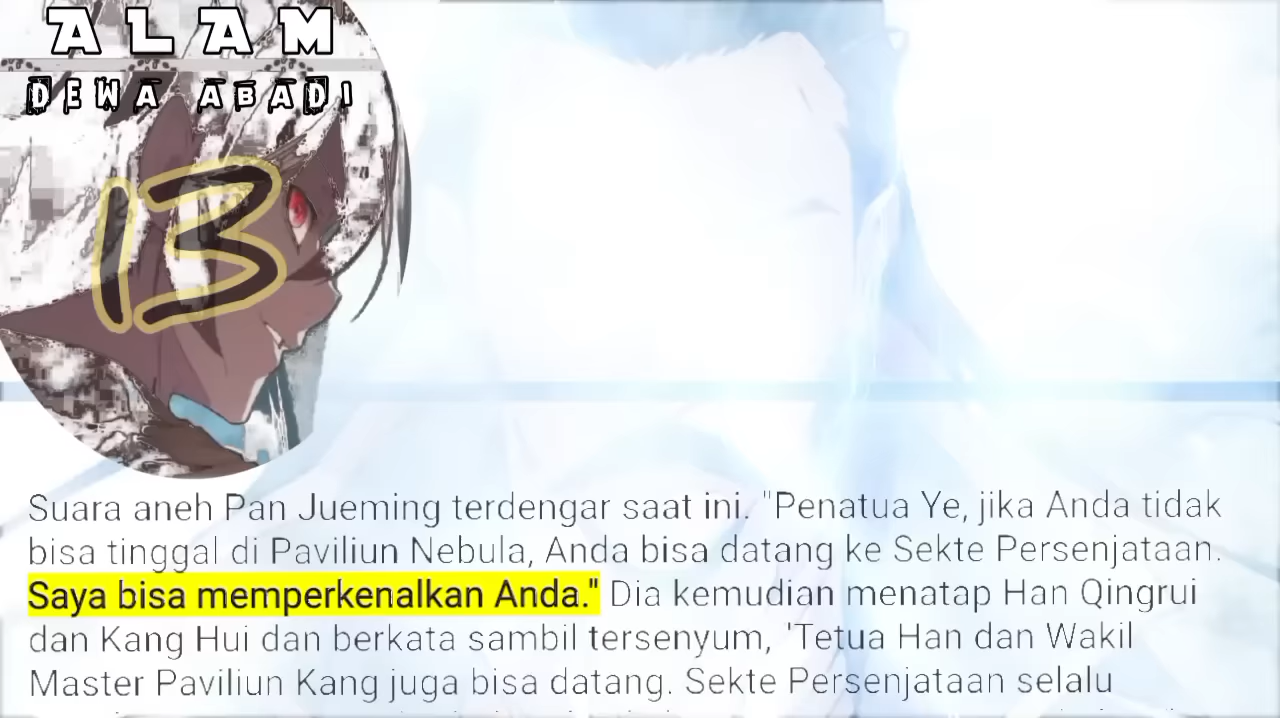 ALAM
DEWA ABADI
13
Suara aneh Pan Jueming terdengar saat ini. "Penatua Ye, jika Anda tidak
bisa tinggal di Paviliun Nebula, Anda bisa datang ke Sekte Persenjataan.
Saya bisa memperkenalkan Anda." Dia kemudian menatap Han Qingrui
dan Kang Hui dan berkata sambil tersenyum, 'Tetua Han dan Wakil
Master Paviliun Kang juga bisa datang. Sekte Persenjataan selalu